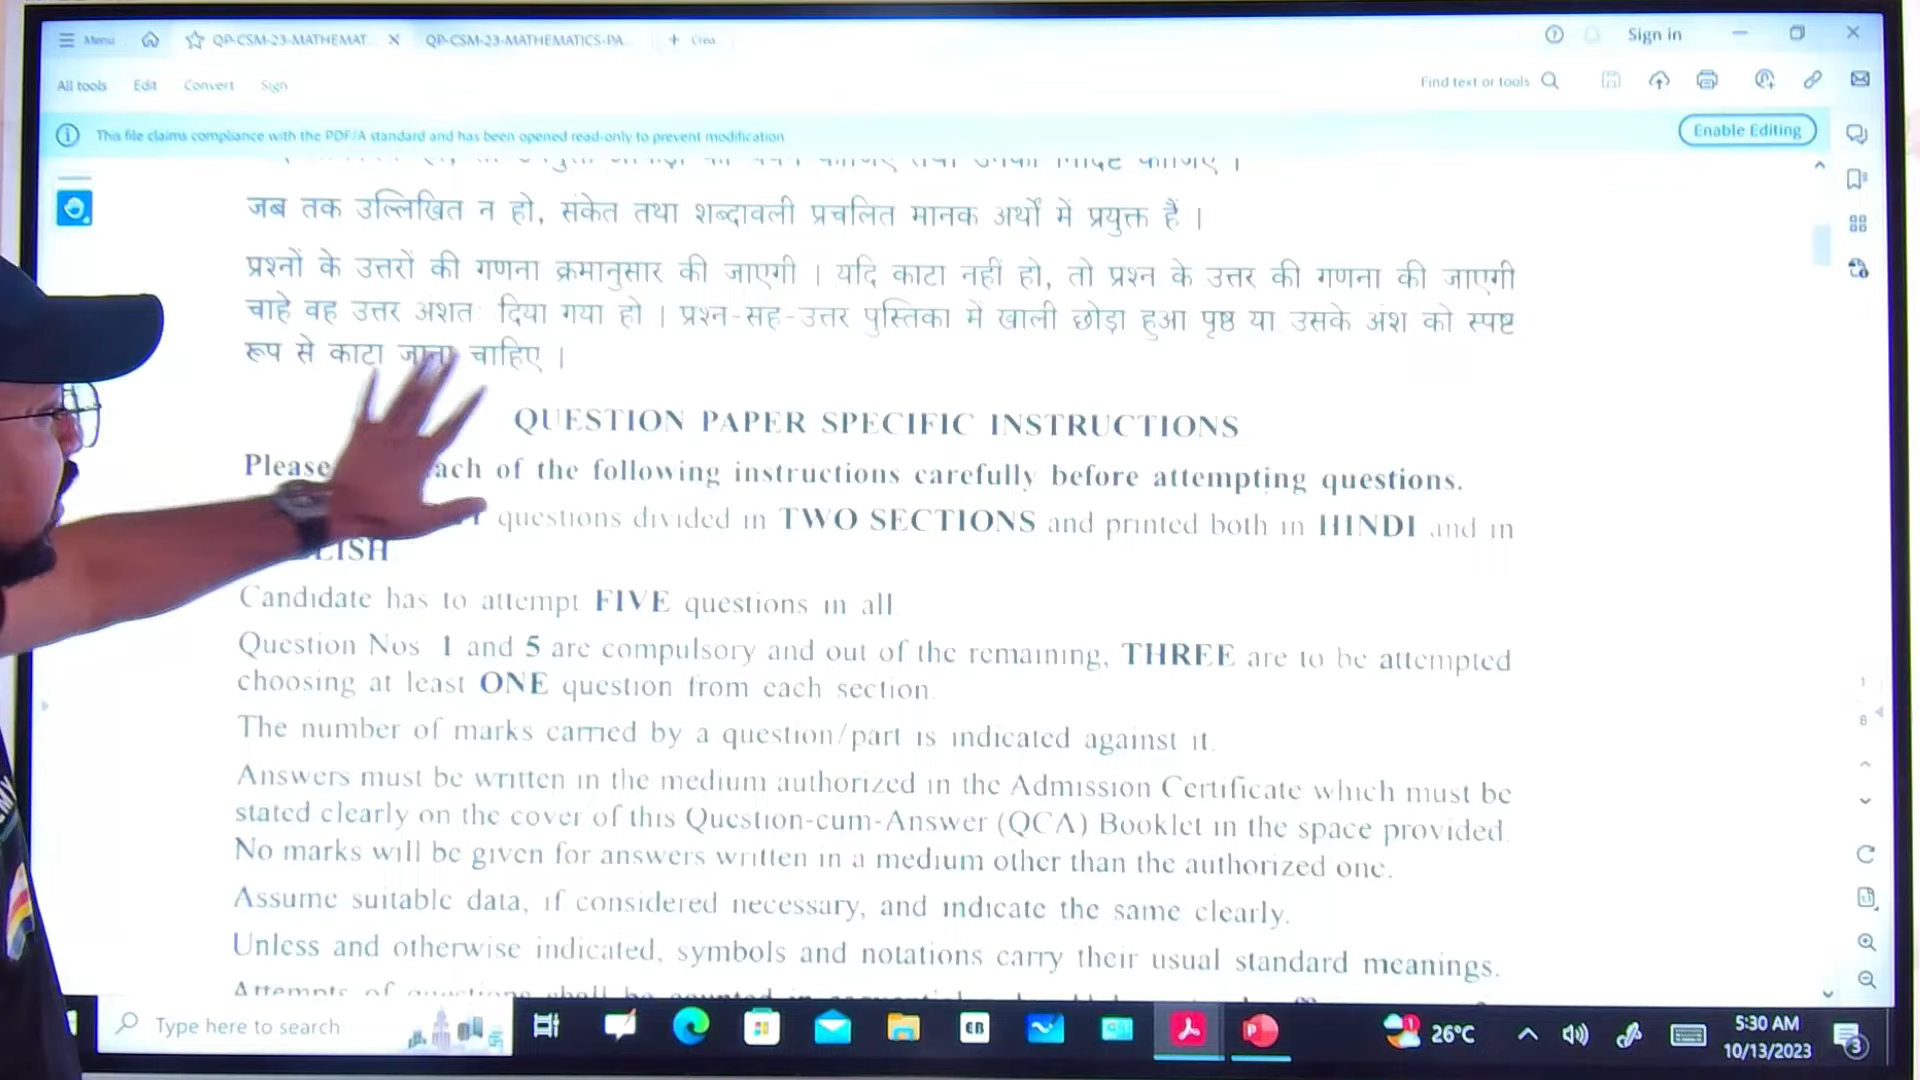 Menu
QP-CSM-23-MATHEMAT...
QP-CSM-23-MATHEMATICS-PA...
+ Crea
Sign in
All tools
Edit
Convert
Sign
Find text or tools
This file claims compliance with the PDF/A standard and has been opened read-only to prevent modification
Enable Editing
जब तक उल्लिखित न हो, संकेत तथा शब्दावली प्रचलित मानक अर्थों में प्रयुक्त हैं ।
प्रश्नों के उत्तरों की गणना क्रमानुसार की जाएगी । यदि काटा नहीं हो, तो प्रश्न के उत्तर की गणना की जाएगी
चाहे वह उत्तर अंशतः दिया गया हो । प्रश्न-सह-उत्तर पुस्तिका में खाली छोड़ा हुआ पृष्ठ या उसके अंश को स्पष्ट
रूप से काटा जाना चाहिए ।
QUESTION PAPER SPECIFIC INSTRUCTIONS
Please of the following instructions carefully before attempting questions.
questions divided in TWO SECTIONS and printed both in HINDI and in
Candidate has to attempt FIVE questions in all
Question Nos 1 and 5 are compulsory and out of the remaining, THREE are to be attempted
choosing at least ONE question from each section.
The number of marks carried by a question/part is indicated against it.
Answers must be written in the medium authorized in the Admission Certificate which must be
stated clearly on the cover of this Question-cum-Answer (QCA) Booklet in the space provided.
No marks will be given for answers written in a medium other than the authorized one.
Assume suitable data, if considered necessary, and indicate the same clearly.
Unless and otherwise indicated, symbols and notations carry their usual standard meanings.
1
8
Type here to search
EB
26°C
5:30 AM
10/13/2023
3